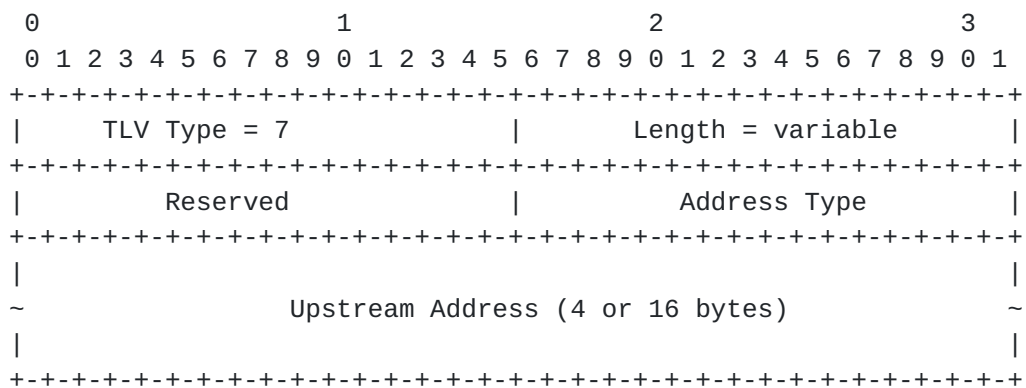 0                   1                   2                   3
 0 1 2 3 4 5 6 7 8 9 0 1 2 3 4 5 6 7 8 9 0 1 2 3 4 5 6 7 8 9 0 1
+-+-+-+-+-+-+-+-+-+-+-+-+-+-+-+-+-+-+-+-+-+-+-+-+-+-+-+-+-+-+-+-+
|     TLV Type = 7              |       Length = variable       |
+-+-+-+-+-+-+-+-+-+-+-+-+-+-+-+-+-+-+-+-+-+-+-+-+-+-+-+-+-+-+-+-+
|         Reserved              |          Address Type         |
+-+-+-+-+-+-+-+-+-+-+-+-+-+-+-+-+-+-+-+-+-+-+-+-+-+-+-+-+-+-+-+-+
|                                                               |
~                 Upstream Address (4 or 16 bytes)              ~
|                                                               |
+-+-+-+-+-+-+-+-+-+-+-+-+-+-+-+-+-+-+-+-+-+-+-+-+-+-+-+-+-+-+-+-+